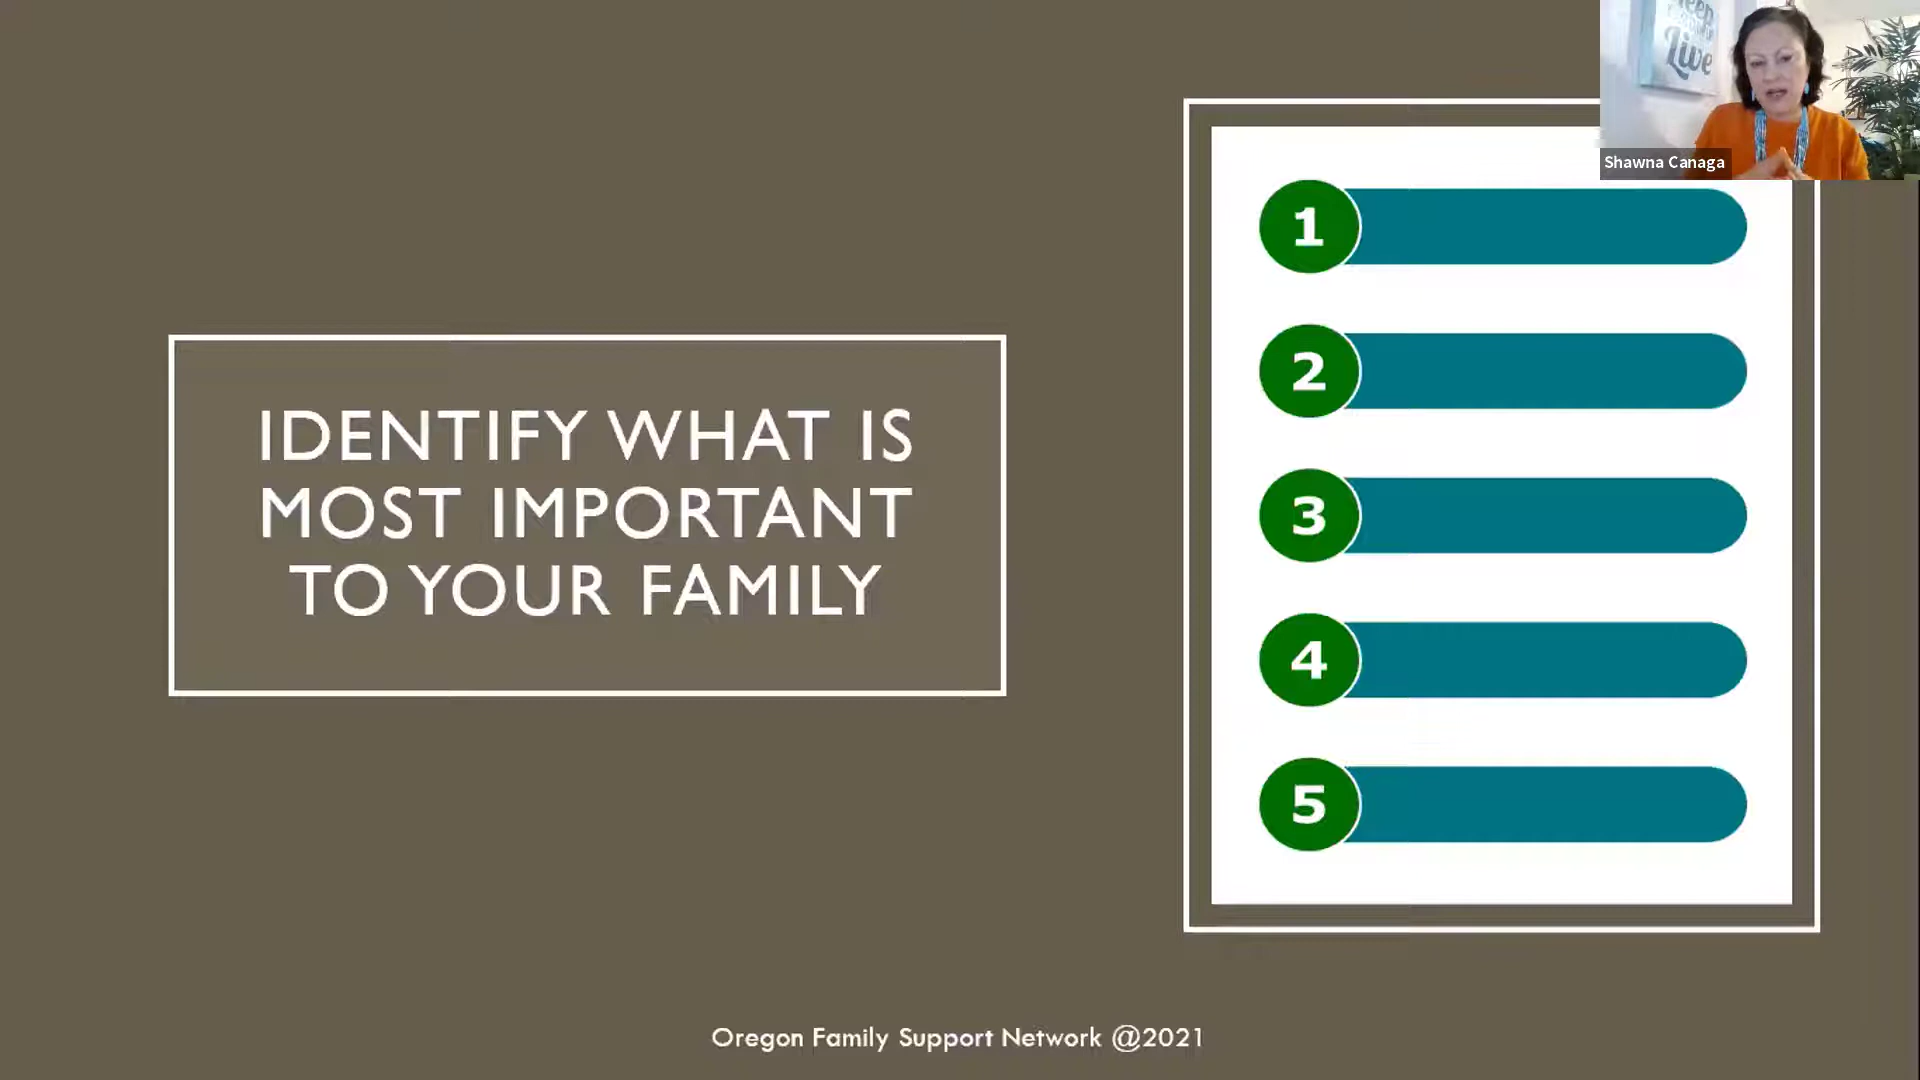 IDENTIFY WHAT IS
MOST IMPORTANT
TO YOUR FAMILY
1
2
3
4
5
Live
Shawna Canaga
Oregon Family Support Network @2021